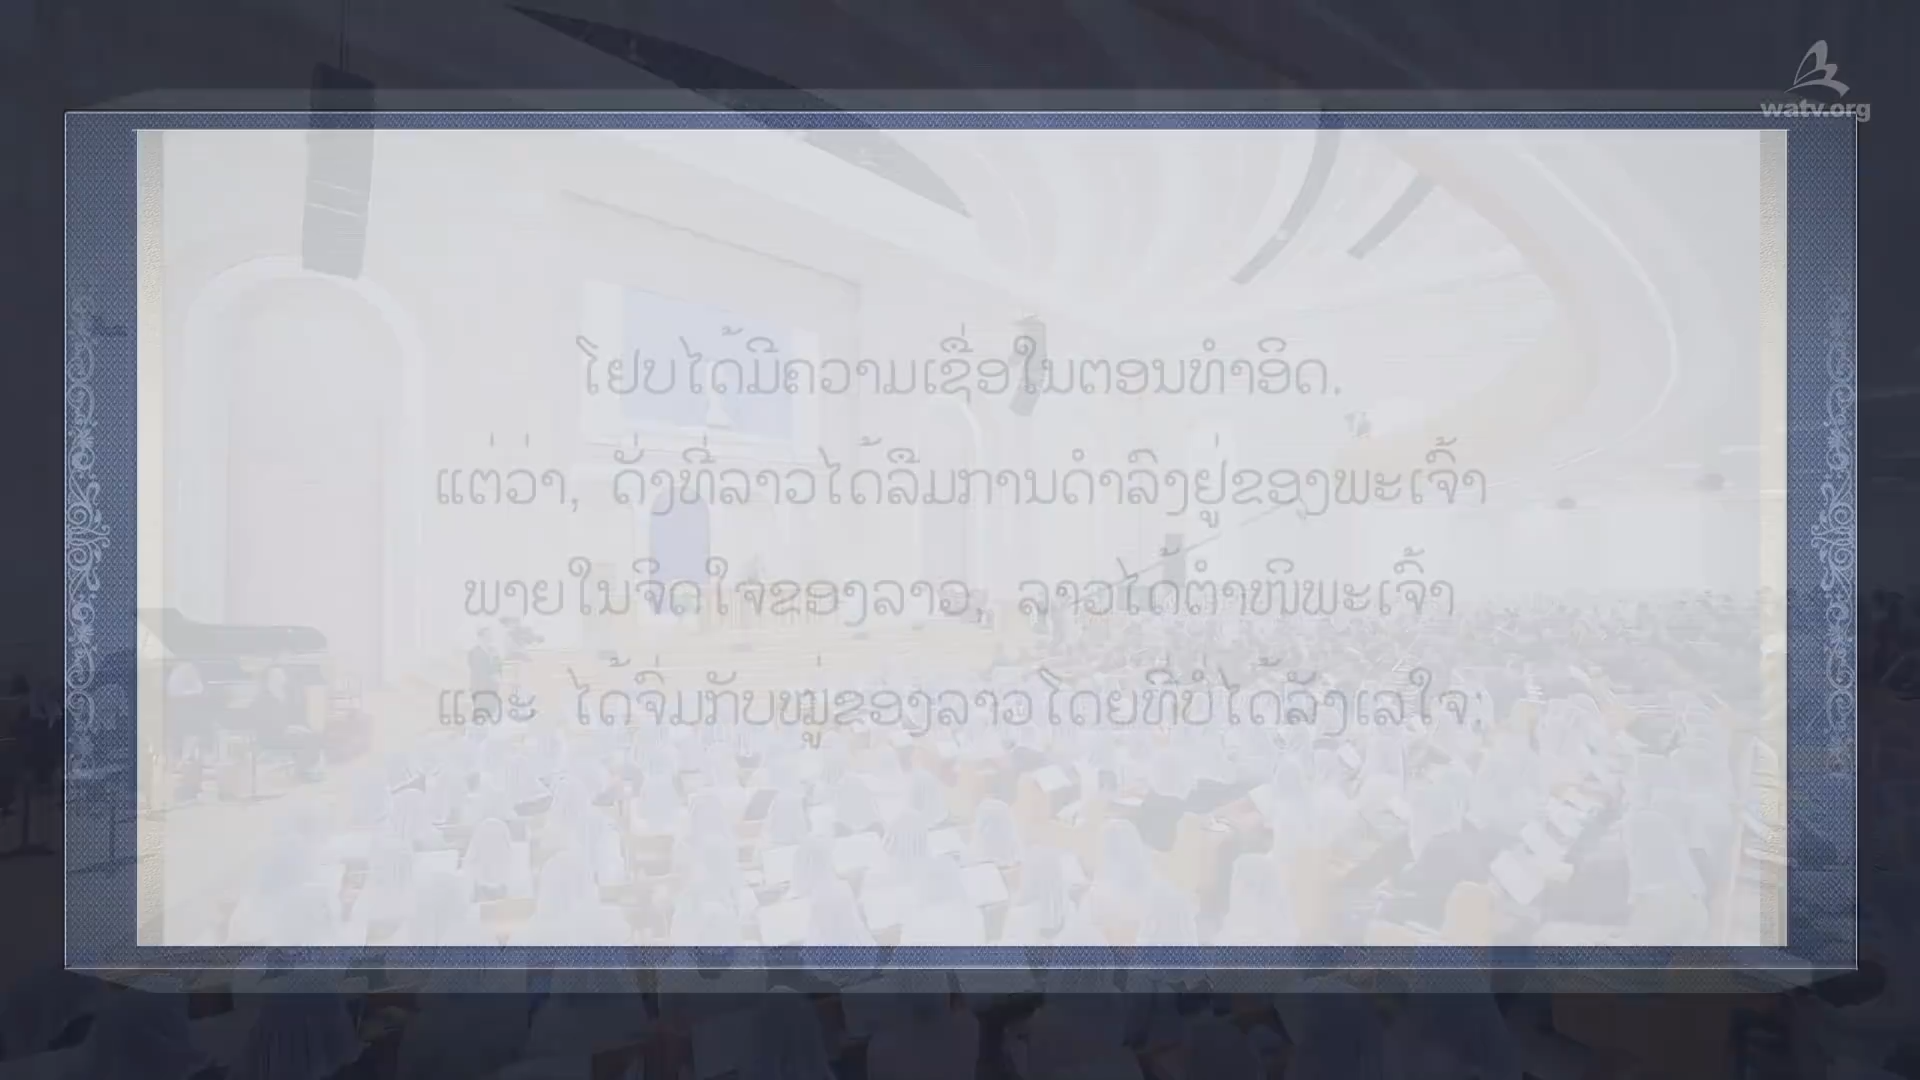 watv.org
ໂຢບໄດ້ມີຄວາມເຊື່ອໃນຕອນທຳອິດ.
ແຕ່ວ່າ, ດັ່ງທີ່ລາວໄດ້ລືມການດຳລົງຢູ່ຂອງພະເຈົ້າ
ພາຍໃນຈິດໃຈຂອງລາວ, ລາວໄດ້ຕຳໜິພະເຈົ້າ
ແລະ ໄດ້ຈົ່ມກັບໝູ່ຂອງລາວໂດຍທີ່ບໍ່ໄດ້ລັງເລໃຈ;